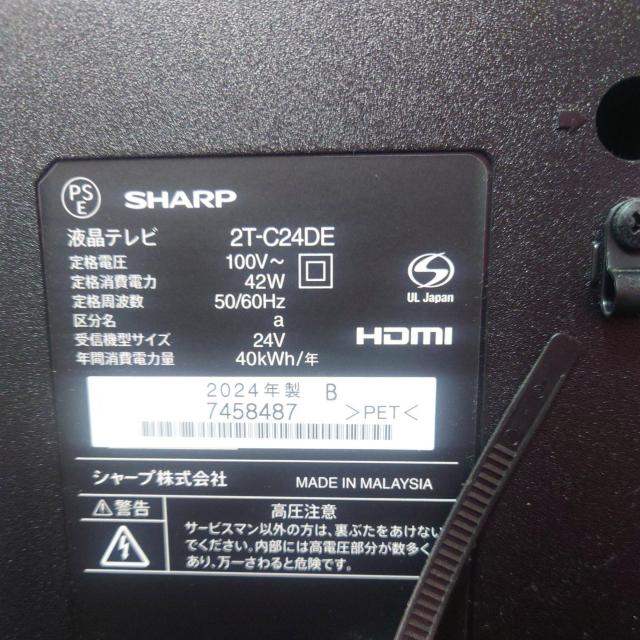 PS
E
SHARP
液晶テレビ 2T-C24DE
定格電圧 100V～
定格消費電力 42W
定格周波数 50/60Hz
区分名 a
受信機型サイズ 24V
年間消費電力量 40kWh/年
UL Japan
HDMI
2024年製 B
7458487 >PET<
シャープ株式会社 MADE IN MALAYSIA
⚠警告 高圧注意
サービスマン以外の方は、裏ぶたをあけない
でください。内部には高電圧部分が数多く
あり、万一さわると危険です。